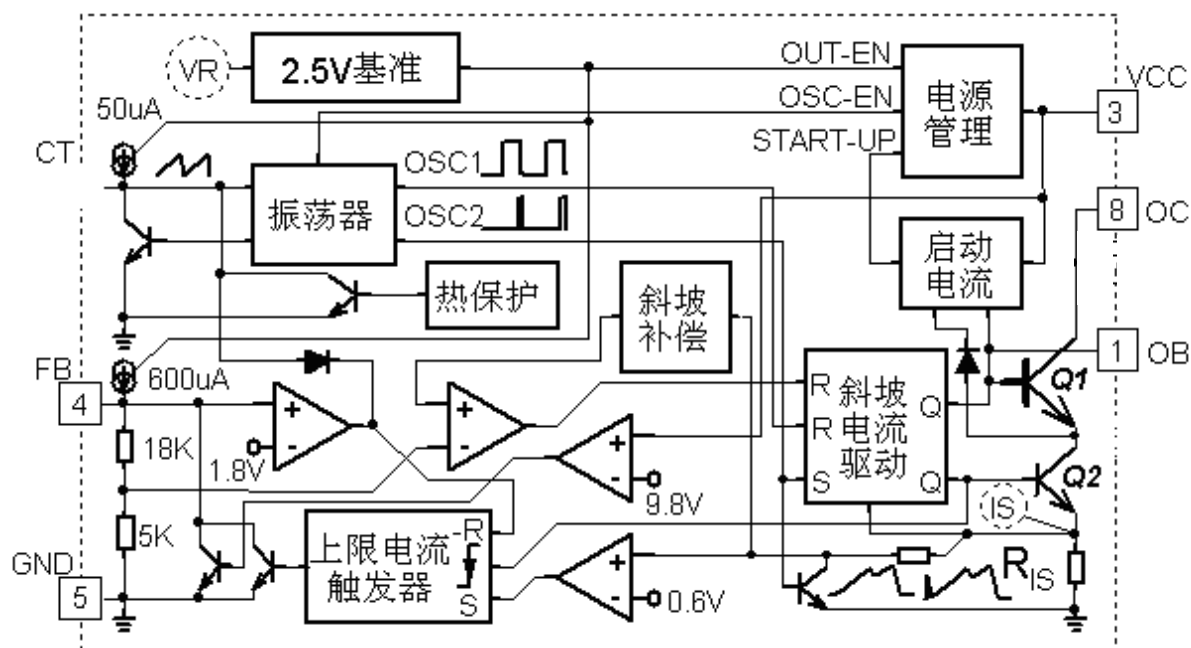 VR
2.5V基准
OUT-EN
OSC-EN
START-UP
电源
管理
VCC
3
50uA
CT
振荡器
OSC1
OSC2
8
OC
启动
电流
热保护
斜坡
补偿
1
OB
FB
4
600uA
+
-
1.8V
18K
5K
+
-
+
-
9.8V
R
R
S
斜坡
电流
驱动
Q
Q
Q1
Q2
IS
GND
5
上限电流
触发器
-R
S
+
-
0.6V
RIS